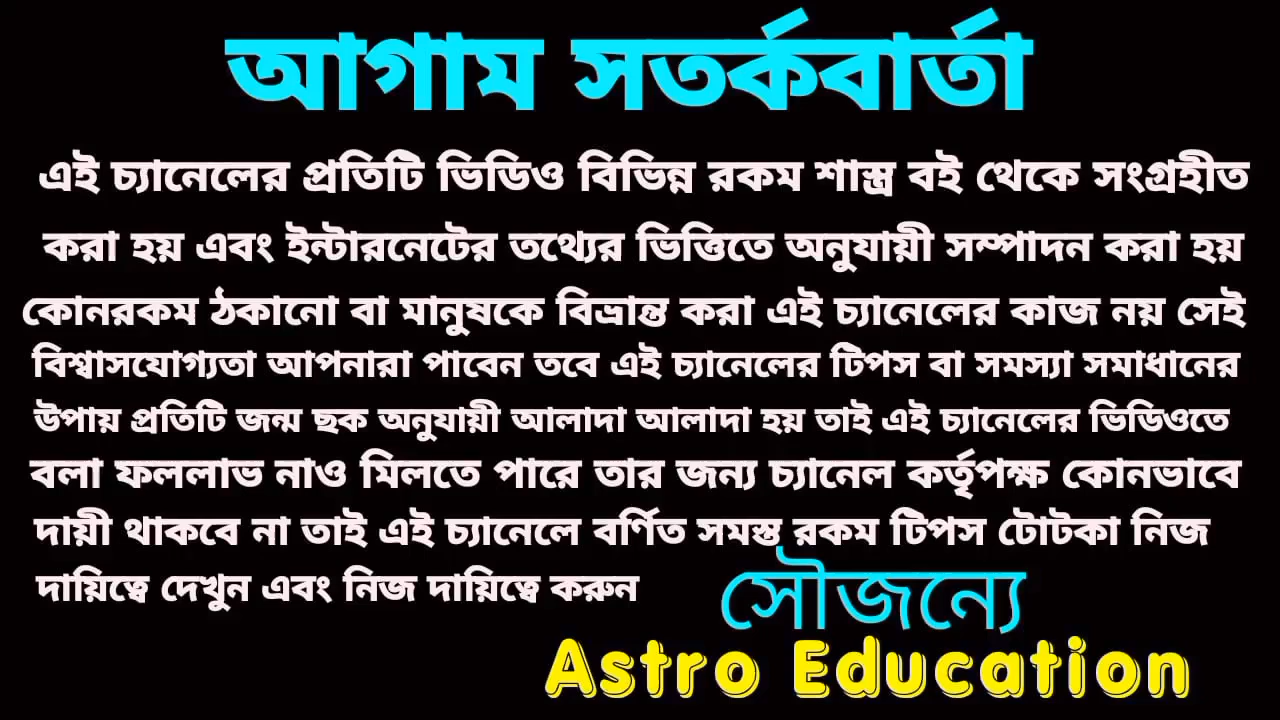 আগাম সতর্কবার্তা
এই চ্যানেলের প্রতিটি ভিডিও বিভিন্ন রকম শাস্ত্র বই থেকে সংগ্রহীত
করা হয় এবং ইন্টারনেটের তথ্যের ভিত্তিতে অনুযায়ী সম্পাদন করা হয়
কোনরকম ঠকানো বা মানুষকে বিভ্রান্ত করা এই চ্যানেলের কাজ নয় সেই
বিশ্বাসযোগ্যতা আপনারা পাবেন তবে এই চ্যানেলের টিপস বা সমস্যা সমাধানের
উপায় প্রতিটি জন্ম ছক অনুযায়ী আলাদা আলাদা হয় তাই এই চ্যানেলের ভিডিওতে
বলা ফললাভ নাও মিলতে পারে তার জন্য চ্যানেল কর্তৃপক্ষ কোনভাবে
দায়ী থাকবে না তাই এই চ্যানেলে বর্ণিত সমস্ত রকম টিপস টোটকা নিজ
দায়িত্বে দেখুন এবং নিজ দায়িত্বে করুন
সৌজন্যে
Astro Education